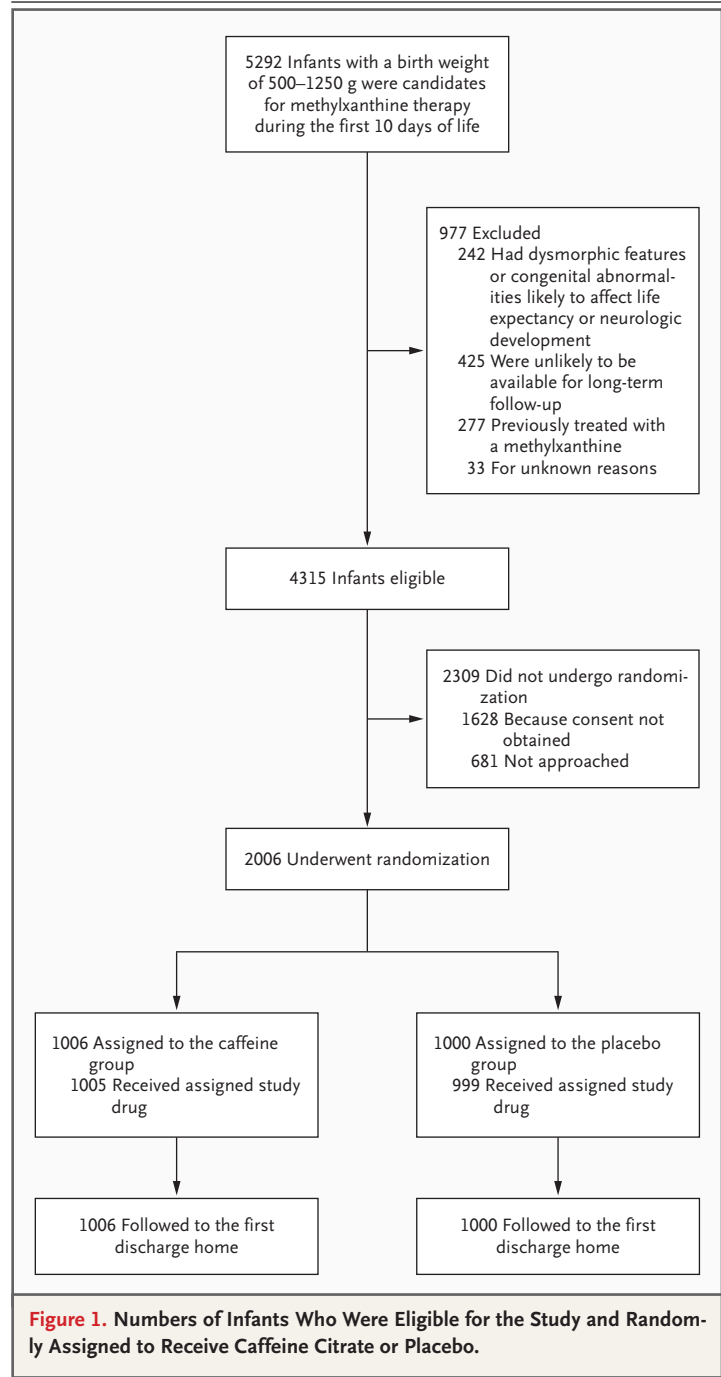 5292 Infants with a birth weight
of 500–1250 g were candidates
for methylxanthine therapy
during the first 10 days of life
977 Excluded
242 Had dysmorphic features
or congenital abnormal-
ities likely to affect life
expectancy or neurologic
development
425 Were unlikely to be
available for long-term
follow-up
277 Previously treated with
a methylxanthine
33 For unknown reasons
4315 Infants eligible
2309 Did not undergo randomi-
zation
1628 Because consent not
obtained
681 Not approached
2006 Underwent randomization
1006 Assigned to the caffeine
group
1005 Received assigned study
drug
1000 Assigned to the placebo
group
999 Received assigned study
drug
1006 Followed to the first
discharge home
1000 Followed to the first
discharge home
Figure 1. Numbers of Infants Who Were Eligible for the Study and Random-
ly Assigned to Receive Caffeine Citrate or Placebo.